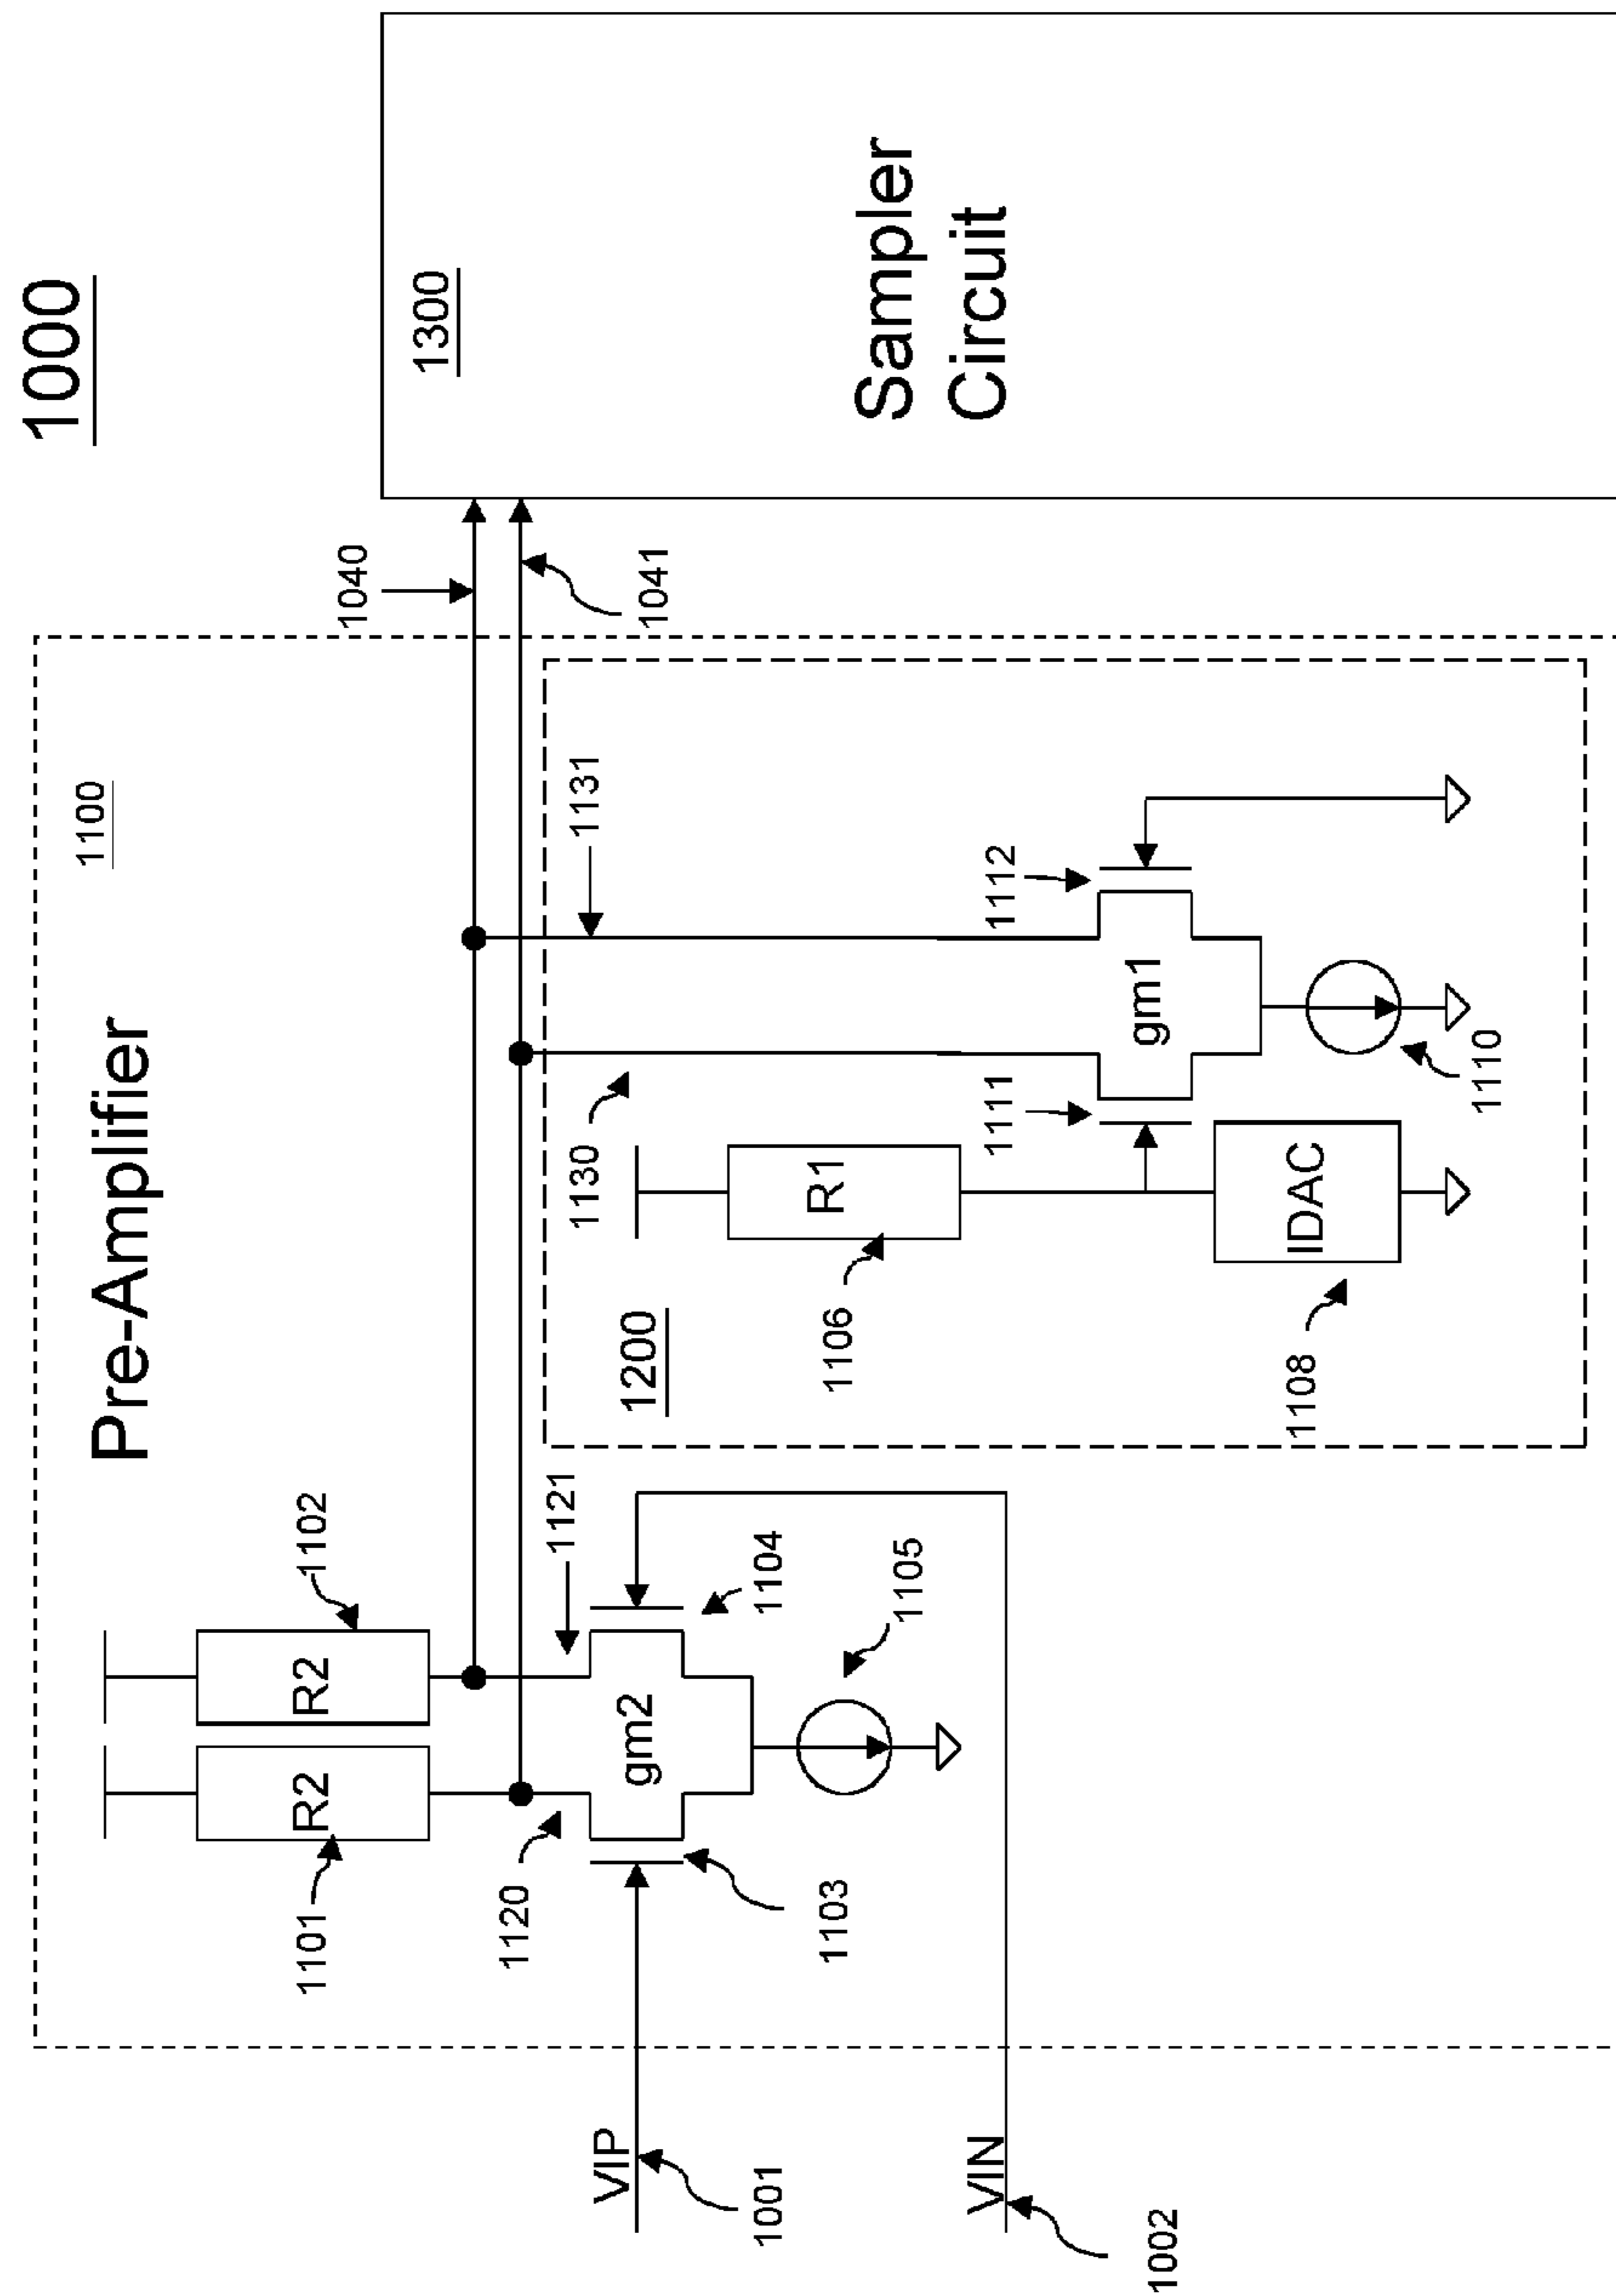 1000
Pre-Amplifier
1100
1300
Sampler
Circuit
1040
1041
1101
R2
R2
1102
1120
1121
gm2
1103
1104
1105
VIP
1001
VIN
1002
1200
1130
1131
R1
1106
1111
1112
gm1
IDAC
1108
1110